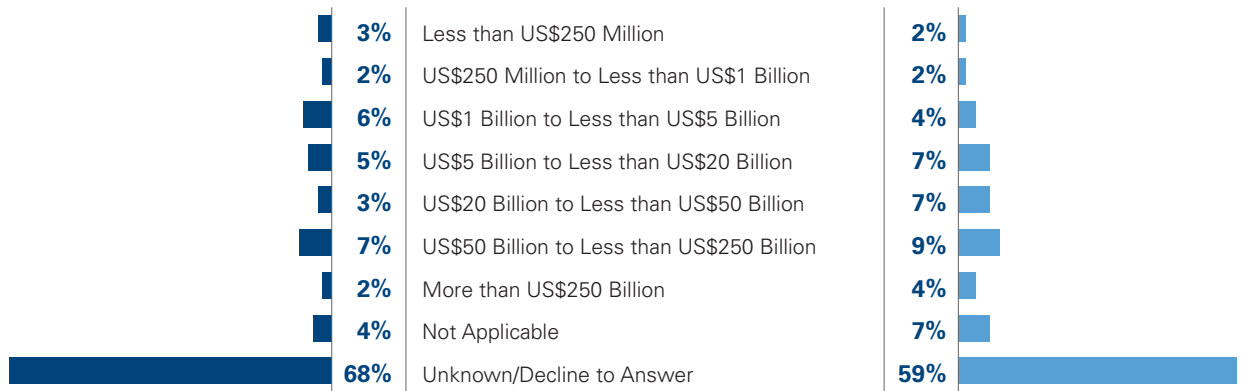 3% Less than US$250 Million 2%
2% US$250 Million to Less than US$1 Billion 2%
6% US$1 Billion to Less than US$5 Billion 4%
5% US$5 Billion to Less than US$20 Billion 7%
3% US$20 Billion to Less than US$50 Billion 7%
7% US$50 Billion to Less than US$250 Billion 9%
2% More than US$250 Billion 4%
4% Not Applicable 7%
68% Unknown/Decline to Answer 59%